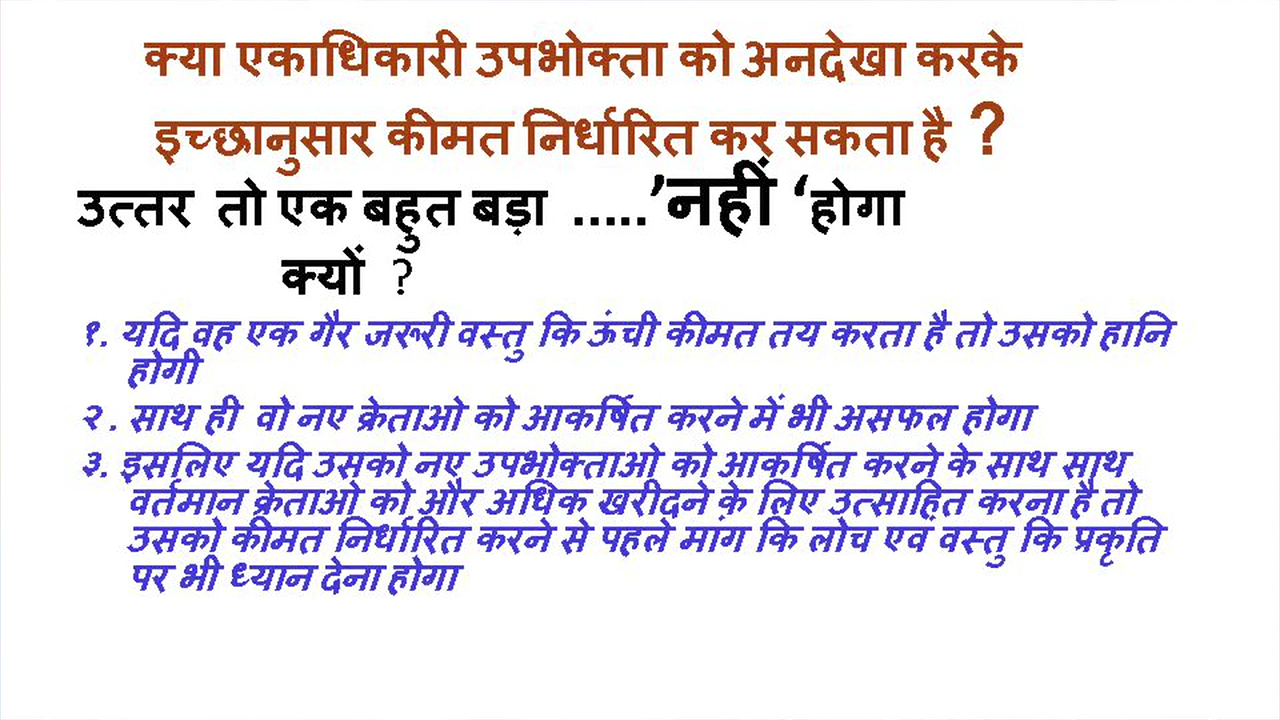 क्या एकाधिकारी उपभोक्ता को अनदेखा करके
इच्छानुसार कीमत निर्धारित कर सकता है ?
उत्तर तो एक बहुत बड़ा .....’नहीं ‘होगा
क्यों ?
१. यदि वह एक गैर जरूरी वस्तु कि ऊंची कीमत तय करता है तो उसको हानि
होगी
२ . साथ ही वो नए क्रेताओ को आकर्षित करने में भी असफल होगा
३. इसलिए यदि उसको नए उपभोक्ताओ को आकर्षित करने के साथ साथ
वर्तमान क्रेताओ को और अधिक खरीदने के लिए उत्साहित करना है तो
उसको कीमत निर्धारित करने से पहले मांग कि लोच एवं वस्तु कि प्रकृति
पर भी ध्यान देना होगा